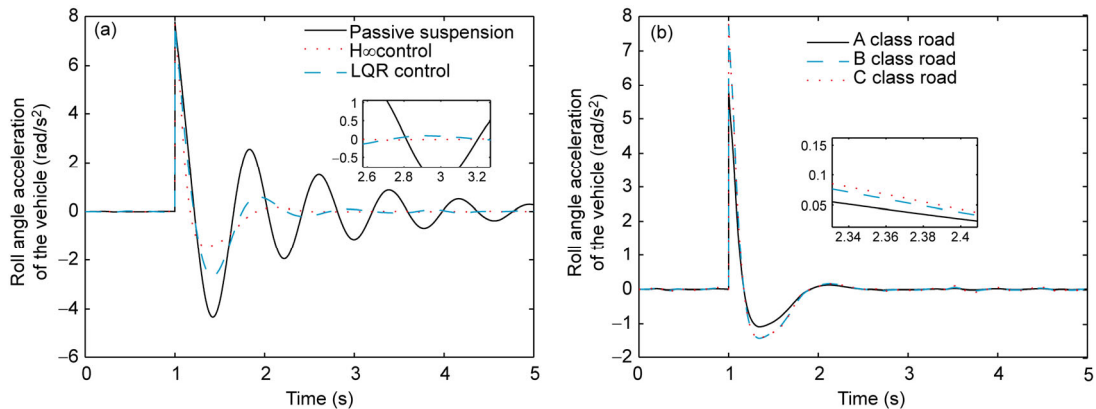 (a)
Passive suspension
H∞control
LQR control
Roll angle acceleration
of the vehicle (rad/s²)
8
6
4
2
0
−2
−4
−6
1
0.5
0
−0.5
2.6 2.8 3 3.2
0 1 2 3 4 5
Time (s)
(b)
A class road
B class road
C class road
Roll angle acceleration
of the vehicle (rad/s²)
8
7
6
5
4
3
2
1
0
−1
−2
0.15
0.1
0.05
2.34 2.36 2.38 2.4
0 1 2 3 4 5
Time (s)